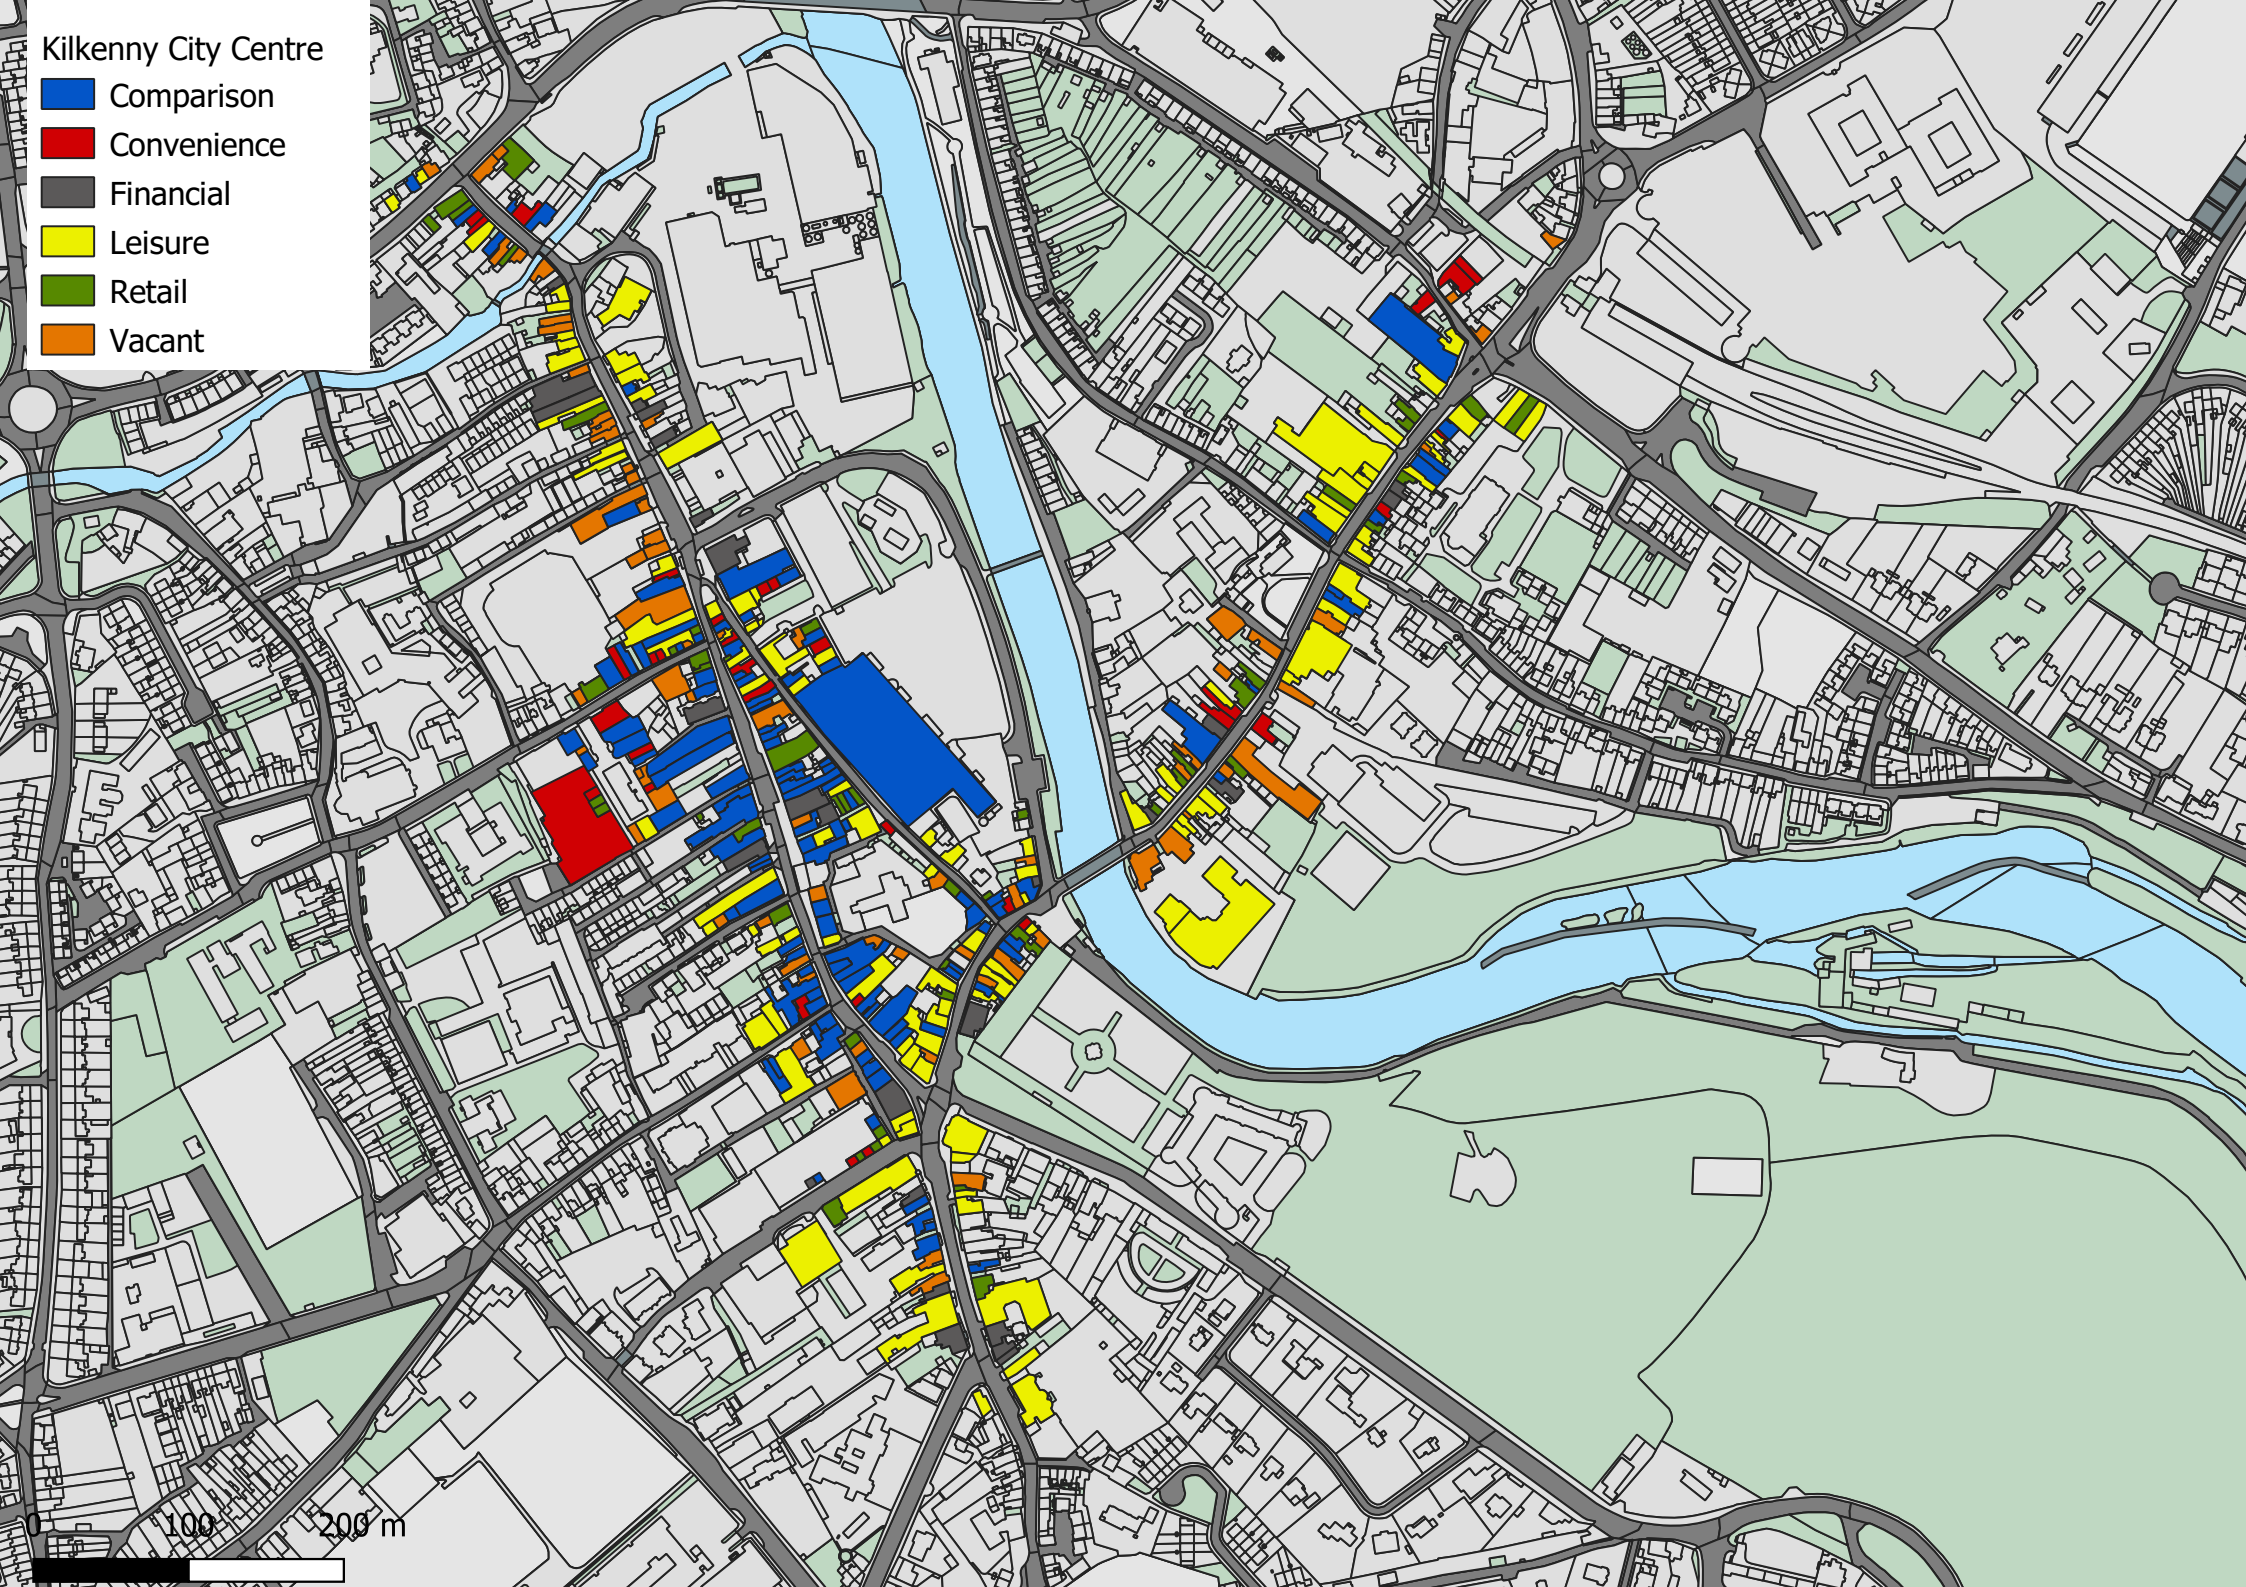 Kilkenny City Centre
Comparison
Convenience
Financial
Leisure
Retail
Vacant
0 100 200 m